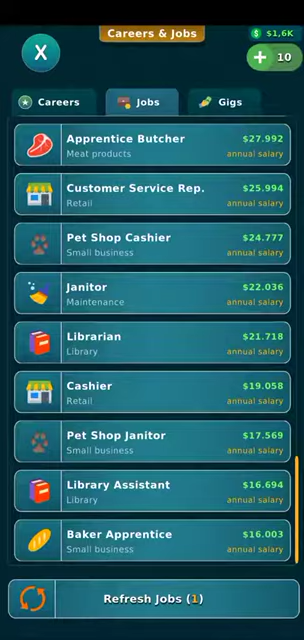 Careers & Jobs
$ $1,6K
X
+ 10
Careers
Jobs
Gigs
Apprentice Butcher
$27.992
Meat products
annual salary
Customer Service Rep.
$25.994
Retail
annual salary
Pet Shop Cashier
$24.777
Small business
annual salary
Janitor
$22.036
Maintenance
annual salary
Librarian
$21.718
Library
annual salary
Cashier
$19.058
Retail
annual salary
Pet Shop Janitor
$17.569
Small business
annual salary
Library Assistant
$16.694
Library
annual salary
Baker Apprentice
$16.003
Small business
annual salary
Refresh Jobs (1)